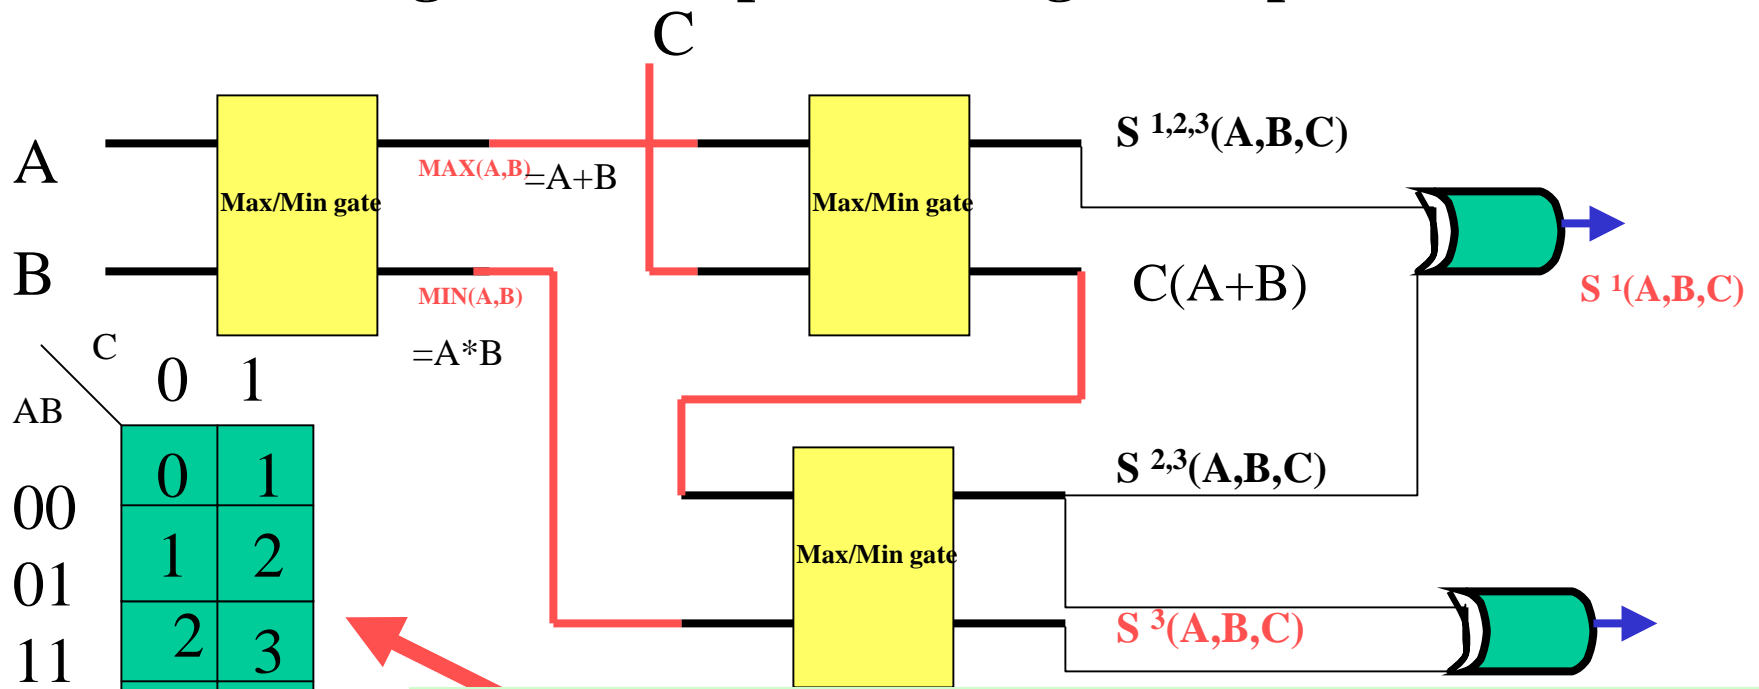 C
A
MAX(A,B)=A+B
Max/Min gate
Max/Min gate
S 1,2,3(A,B,C)
B
MIN(A,B)
=A*B
C(A+B)
S 1(A,B,C)
C
0 1
AB
0 1
00
1 2
01
2 3
11
S 2,3(A,B,C)
Max/Min gate
S 3(A,B,C)